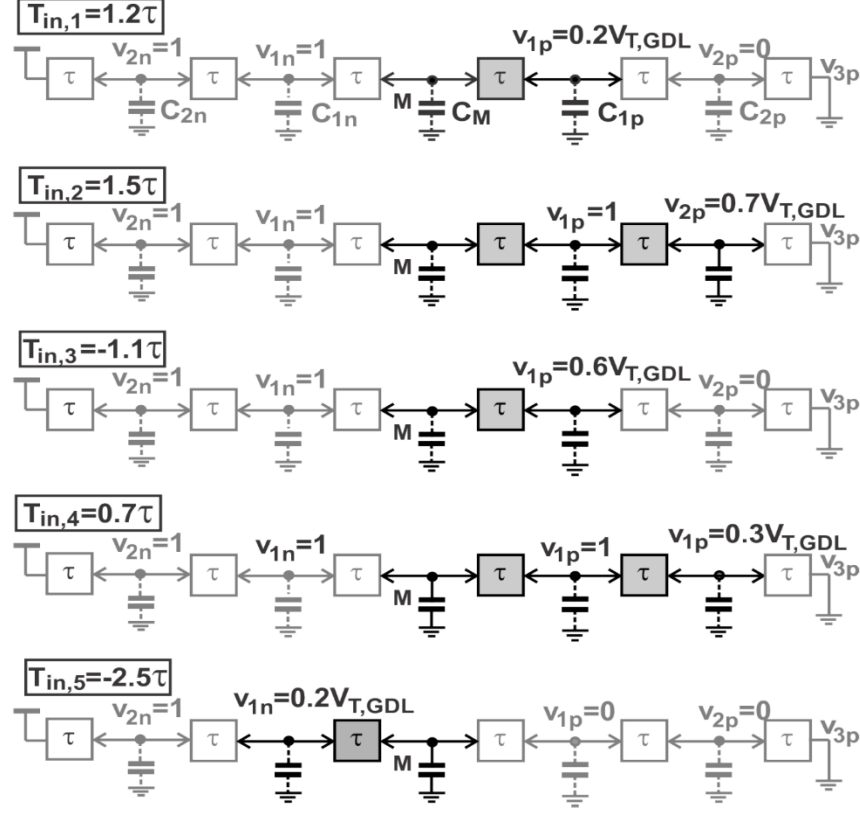 T_in,1=1.2τ
v_2n=1 v_1n=1 v_1p=0.2V_T,GDL v_2p=0
τ τ τ τ τ τ v_3p
C_2n C_1n M C_M C_1p C_2p
T_in,2=1.5τ
v_2n=1 v_1n=1 v_1p=1 v_2p=0.7V_T,GDL
τ τ τ τ τ τ v_3p
M
T_in,3=-1.1τ
v_2n=1 v_1n=1 v_1p=0.6V_T,GDL v_2p=0
τ τ τ τ τ τ v_3p
M
T_in,4=0.7τ
v_2n=1 v_1n=1 v_1p=1 v_1p=0.3V_T,GDL
τ τ τ τ τ τ v_3p
M
T_in,5=-2.5τ
v_2n=1 v_1n=0.2V_T,GDL v_1p=0 v_2p=0
τ τ τ τ τ τ v_3p
M